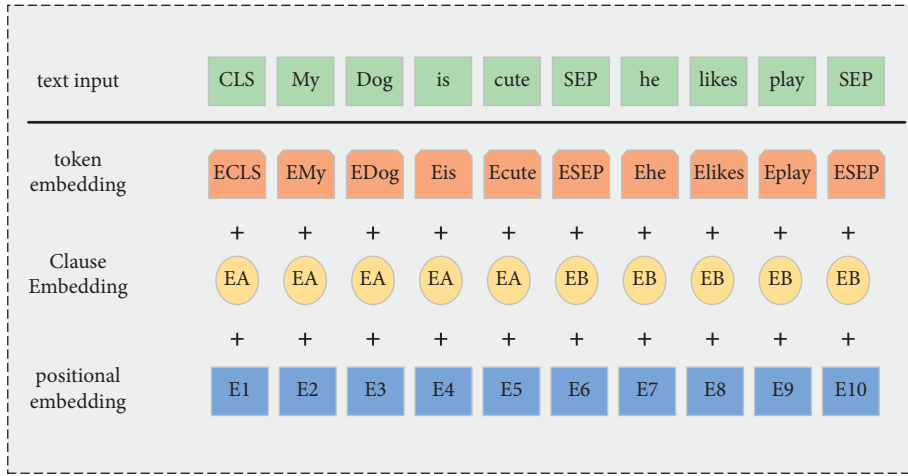 text input CLS My Dog is cute SEP he likes play SEP
token embedding ECLS EMy EDog Eis Ecute ESEP Ehe Elikes Eplay ESEP
+ + + + + + + + + +
Clause Embedding EA EA EA EA EA EB EB EB EB EB
+ + + + + + + + + +
positional embedding E1 E2 E3 E4 E5 E6 E7 E8 E9 E10